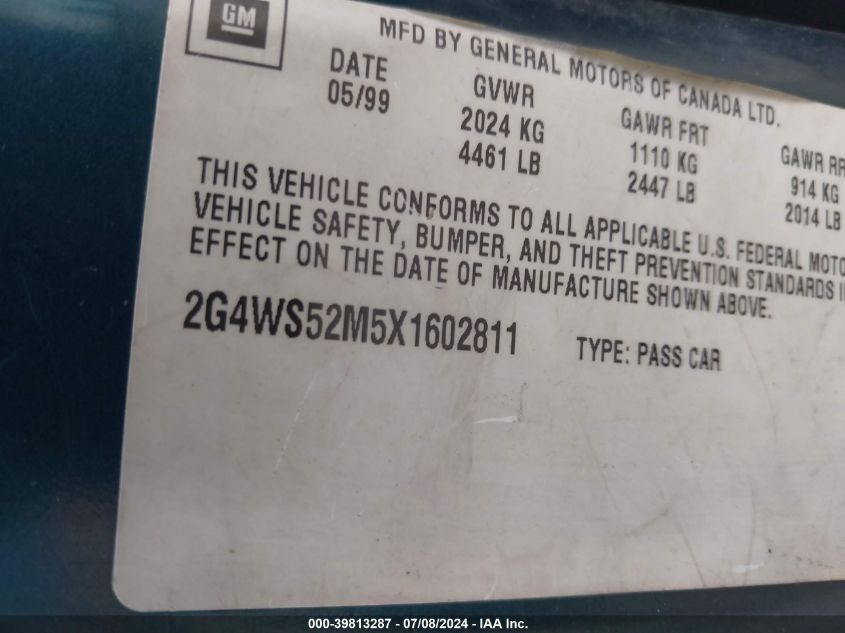 GM
MFD BY GENERAL MOTORS OF CANADA LTD.
DATE GVWR GAWR FRT GAWR RR
05/99 2024 KG 1110 KG 914 KG
4461 LB 2447 LB 2014 LB
THIS VEHICLE CONFORMS TO ALL APPLICABLE U.S. FEDERAL MOTO
VEHICLE SAFETY, BUMPER, AND THEFT PREVENTION STANDARDS I
EFFECT ON THE DATE OF MANUFACTURE SHOWN ABOVE.
2G4WS52M5X1602811 TYPE: PASS CAR
000-39813287 - 07/08/2024 - IAA Inc.